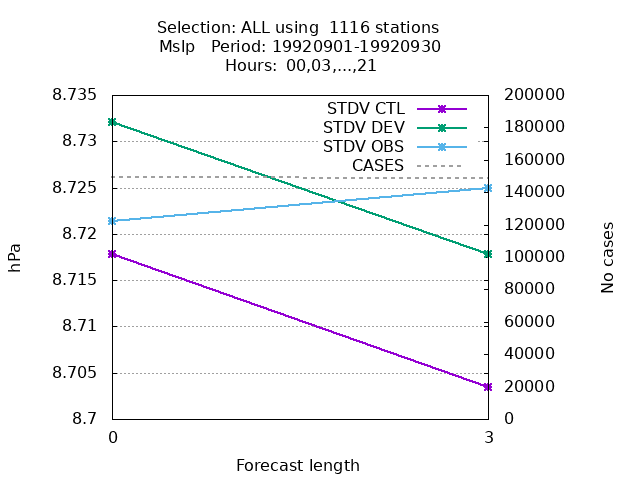 Selection: ALL using  1116 stations
Mslp   Period: 19920901-19920930
Hours:  00,03,...,21
8.735
8.73
8.725
8.72
8.715
8.71
8.705
8.7
hPa
STDV CTL
STDV DEV
STDV OBS
CASES
200000
180000
160000
140000
120000
100000
80000
60000
40000
20000
0
No cases
0
3
Forecast length